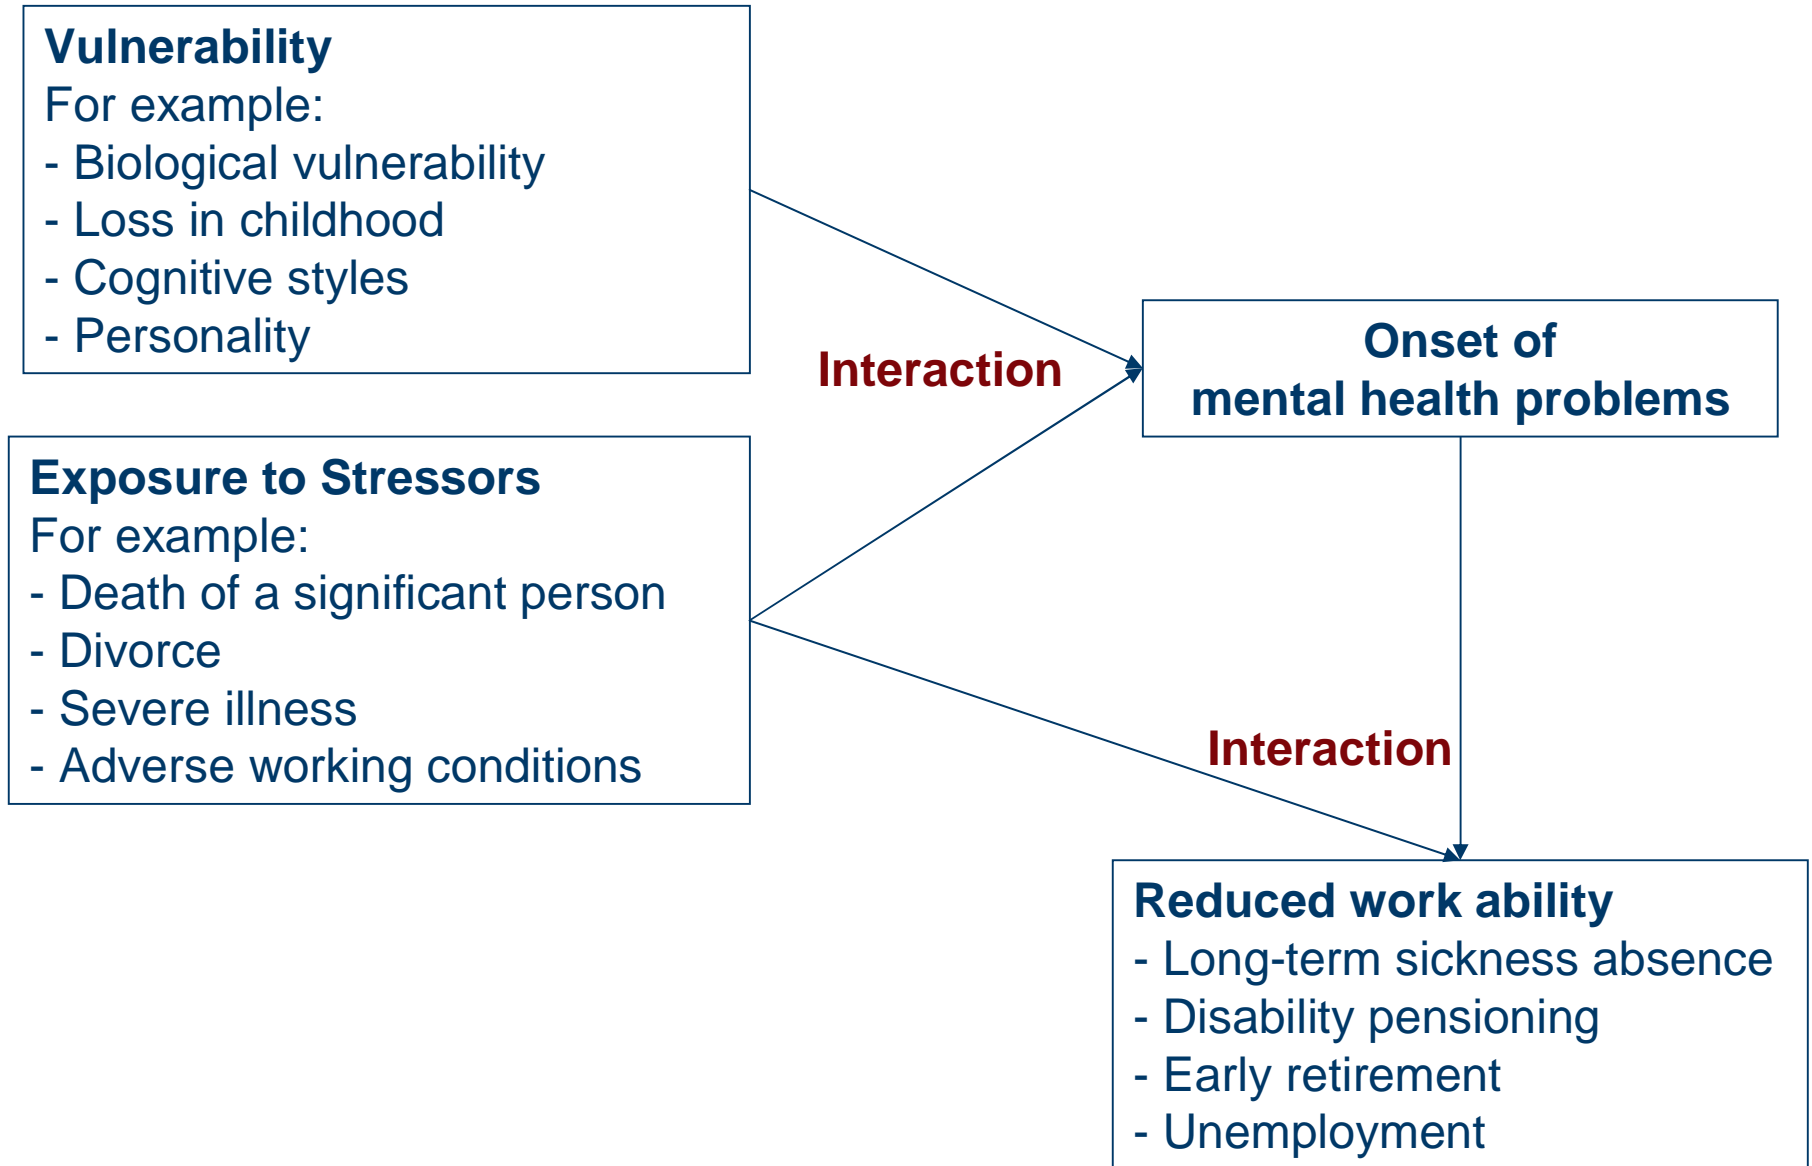 Vulnerability
For example:
- Biological vulnerability
- Loss in childhood
- Cognitive styles
- Personality
Interaction
Onset of
mental health problems
Exposure to Stressors
For example:
- Death of a significant person
- Divorce
- Severe illness
- Adverse working conditions
Interaction
Reduced work ability
- Long-term sickness absence
- Disability pensioning
- Early retirement
- Unemployment